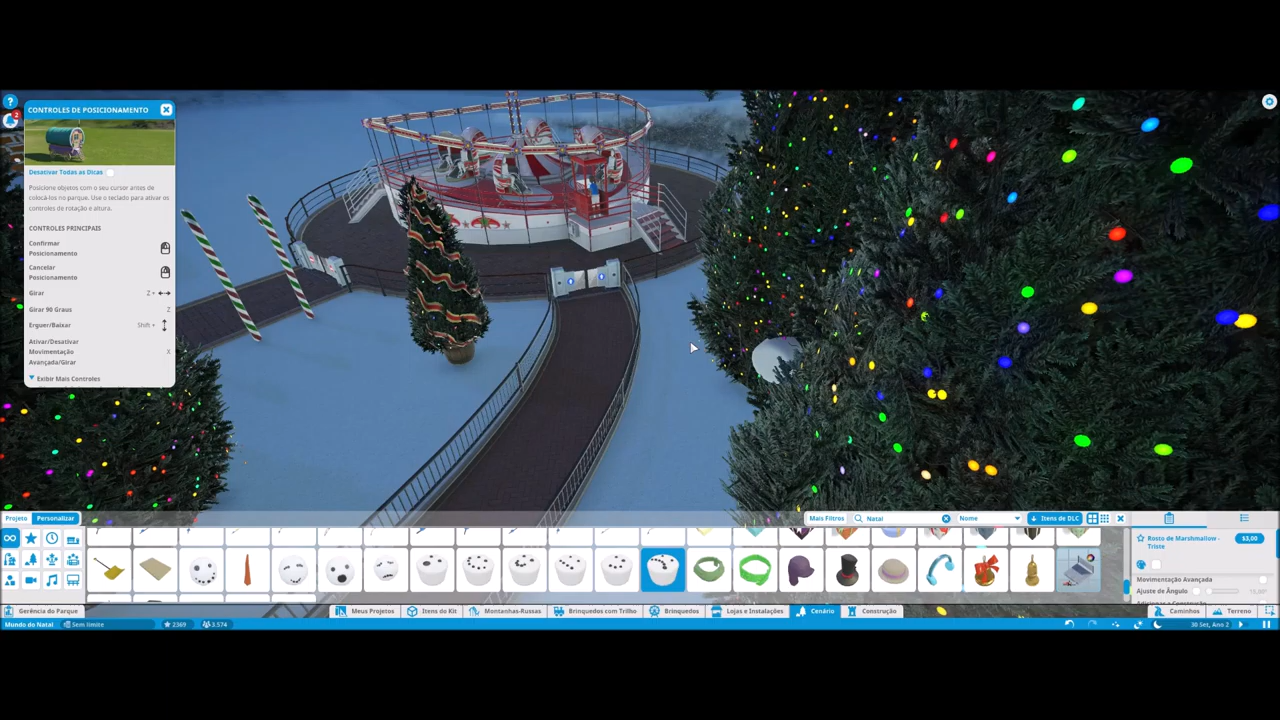 ?
2
CONTROLES DE POSICIONAMENTO
Desativar Todas as Dicas
Posicione objetos com o seu cursor antes de
colocá-los no parque. Use o teclado para ativar os
controles de rotação e altura.
CONTROLES PRINCIPAIS
Confirmar
Posicionamento
Cancelar
Posicionamento
Girar Z +
Girar 90 Graus Z
Erguer/Baixar Shift +
Ativar/Desativar
Movimentação X
Avançada/Girar
Exibir Mais Controles
Projeto Personalizar
Mais Filtros Natal Nome Itens de DLC
Rosto de Marshmallow -
Triste
$3,00
Movimentação Avançada
Ajuste de Ângulo
Gerência do Parque Meus Projetos Itens do Kit Montanhas-Russas Brinquedos com Trilho Brinquedos Lojas e Instalações Cenário Construção Caminhos Terreno
Mundo do Natal Sem limite 2369 3.574 30 Set, Ano 2